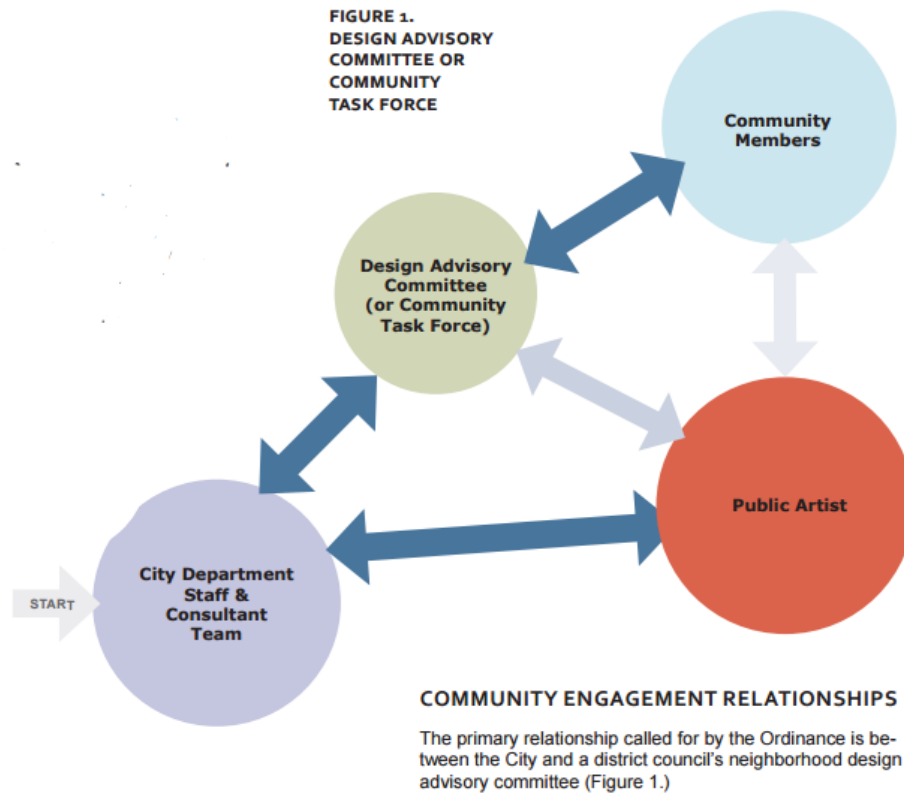 FIGURE 1.
DESIGN ADVISORY
COMMITTEE OR
COMMUNITY
TASK FORCE
Community
Members
Design Advisory
Committee
(or Community
Task Force)
Public Artist
City Department
Staff &
Consultant
Team
START
COMMUNITY ENGAGEMENT RELATIONSHIPS
The primary relationship called for by the Ordinance is be-
tween the City and a district council's neighborhood design
advisory committee (Figure 1.)